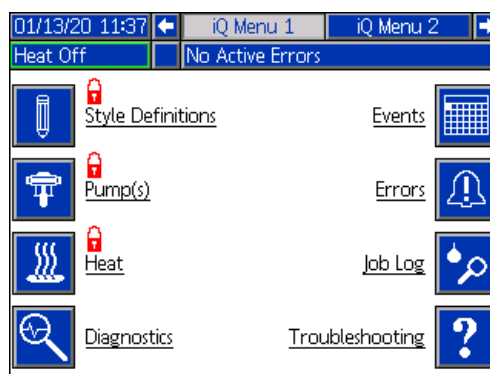 01/13/20 11:37 iQ Menu 1 iQ Menu 2
Heat Off No Active Errors
Style Definitions Events
Pump(s) Errors
Heat Job Log
Diagnostics Troubleshooting
?